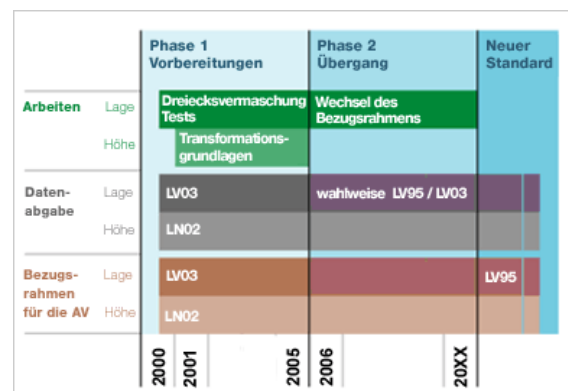 Phase 1
Vorbereitungen
Phase 2
Übergang
Neuer
Standard
Arbeiten
Lage
Dreiecksvermaschung
Tests
Wechsel des
Bezugsrahmens
Höhe
Transformations-
grundlagen
Daten-
abgabe
Lage
LV03
wahlweise LV95 / LV03
Höhe
LN02
Bezugs-
rahmen
für die AV
Lage
LV03
LV95
Höhe
LN02
2000
2001
2005
2006
20XX